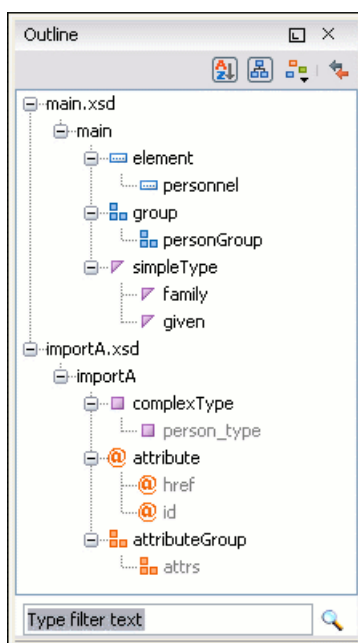 Outline
main.xsd
main
element
personnel
group
personGroup
simpleType
family
given
importA.xsd
importA
complexType
person_type
attribute
href
id
attributeGroup
attrs
Type filter text